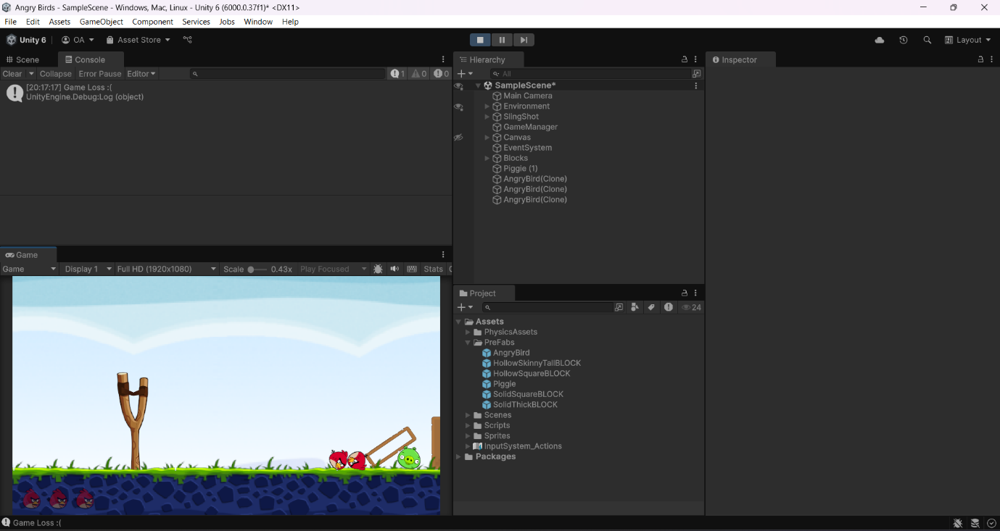 Angry Birds - SampleScene - Windows, Mac, Linux - Unity 6 (6000.0.37f1)* <DX11>
File Edit Assets GameObject Component Services Jobs Window Help
Unity 6 OA Asset Store Layout
Scene Console
Clear Collapse Error Pause Editor 1 0 0
[20:17:17] Game Loss :(
UnityEngine.Debug:Log (object)
Game
Game Display 1 Full HD (1920x1080) Scale 0.43x Play Focused Stats
Hierarchy
All
SampleScene*
Main Camera
Environment
SlingShot
GameManager
Canvas
EventSystem
Blocks
Piggie (1)
AngryBird(Clone)
AngryBird(Clone)
AngryBird(Clone)
Project
24
Assets
PhysicsAssets
PreFabs
AngryBird
HollowSkinnyTallBLOCK
HollowSquareBLOCK
Piggie
SolidSquareBLOCK
SolidThickBLOCK
Scenes
Scripts
Sprites
InputSystem_Actions
Packages
Inspector
Game Loss :(